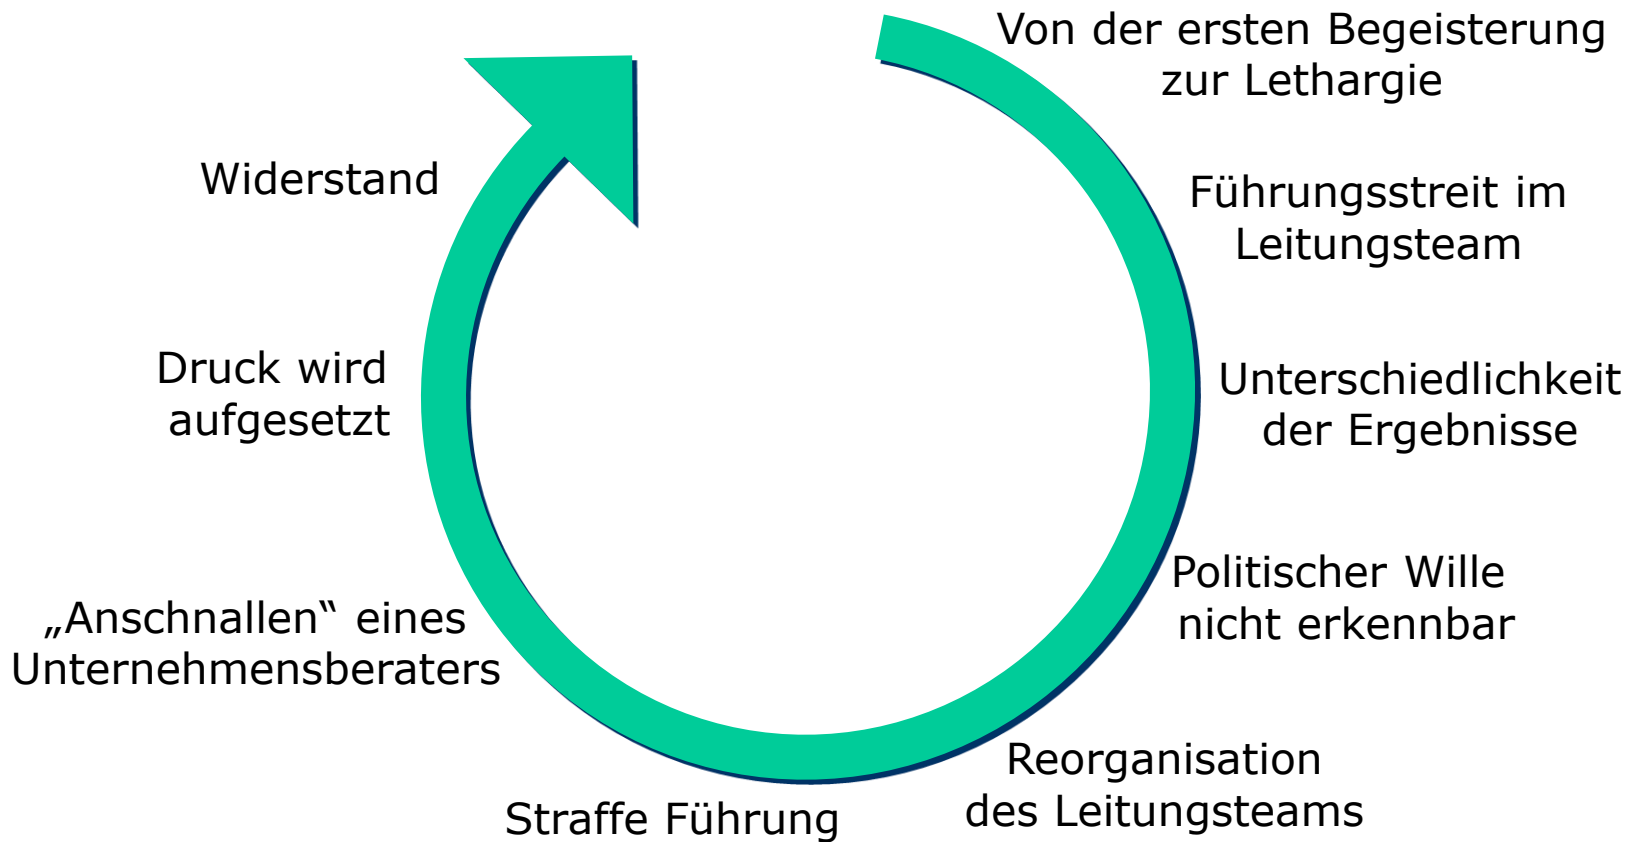 Von der ersten Begeisterung
zur Lethargie
Führungsstreit im
Leitungsteam
Unterschiedlichkeit
der Ergebnisse
Politischer Wille
nicht erkennbar
Reorganisation
des Leitungsteams
Straffe Führung
„Anschnallen“ eines
Unternehmensberaters
Druck wird
aufgesetzt
Widerstand